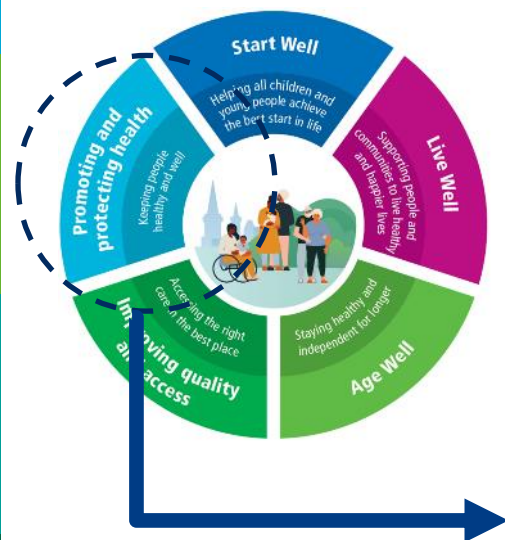 Start Well
Helping all children and
young people achieve
the best start in life
Live Well
Supporting people and
communities to live healthy
and happier lives
Age Well
Staying healthy and
independent for longer
Improving quality
and access
Accessing the right
care in the best place
Promoting and
protecting health
Keeping people
healthy and well